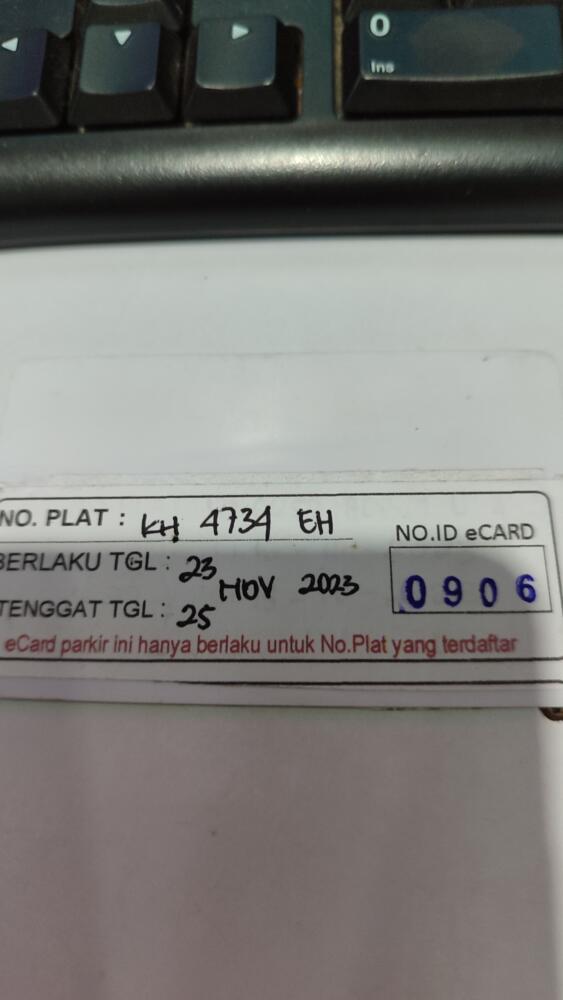 0
Ins
NO. PLAT : KH 4734 EH
NO.ID eCARD
BERLAKU TGL : 23
NOV 2023
0906
TENGGAT TGL : 25
eCard parkir ini hanya berlaku untuk No.Plat yang terdaftar